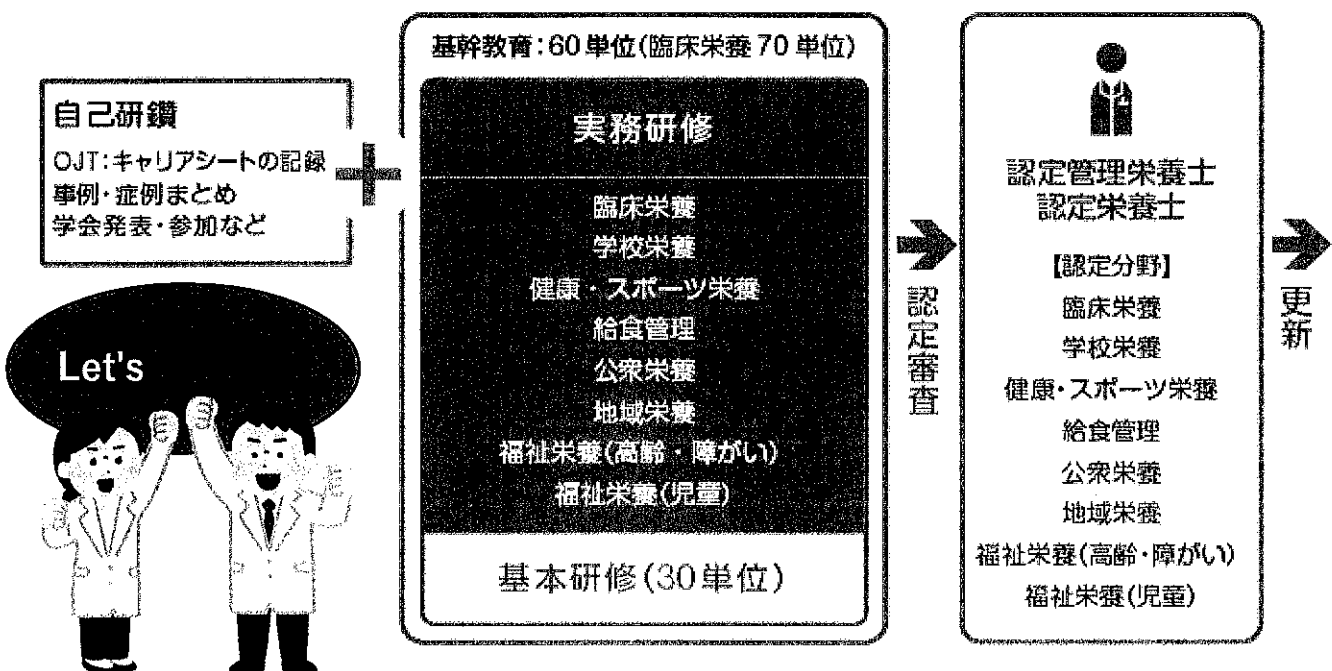 自己研鑽
OJT:キャリアシートの記録
事例・症例まとめ
学会発表・参加など
Let's
基幹教育:60単位(臨床栄養70単位)
実務研修
臨床栄養
学校栄養
健康・スポーツ栄養
給食管理
公衆栄養
地域栄養
福祉栄養(高齢・障がい)
福祉栄養(児童)
基本研修(30単位)
認定審査
認定管理栄養士
認定栄養士
【認定分野】
臨床栄養
学校栄養
健康・スポーツ栄養
給食管理
公衆栄養
地域栄養
福祉栄養(高齢・障がい)
福祉栄養(児童)
更新